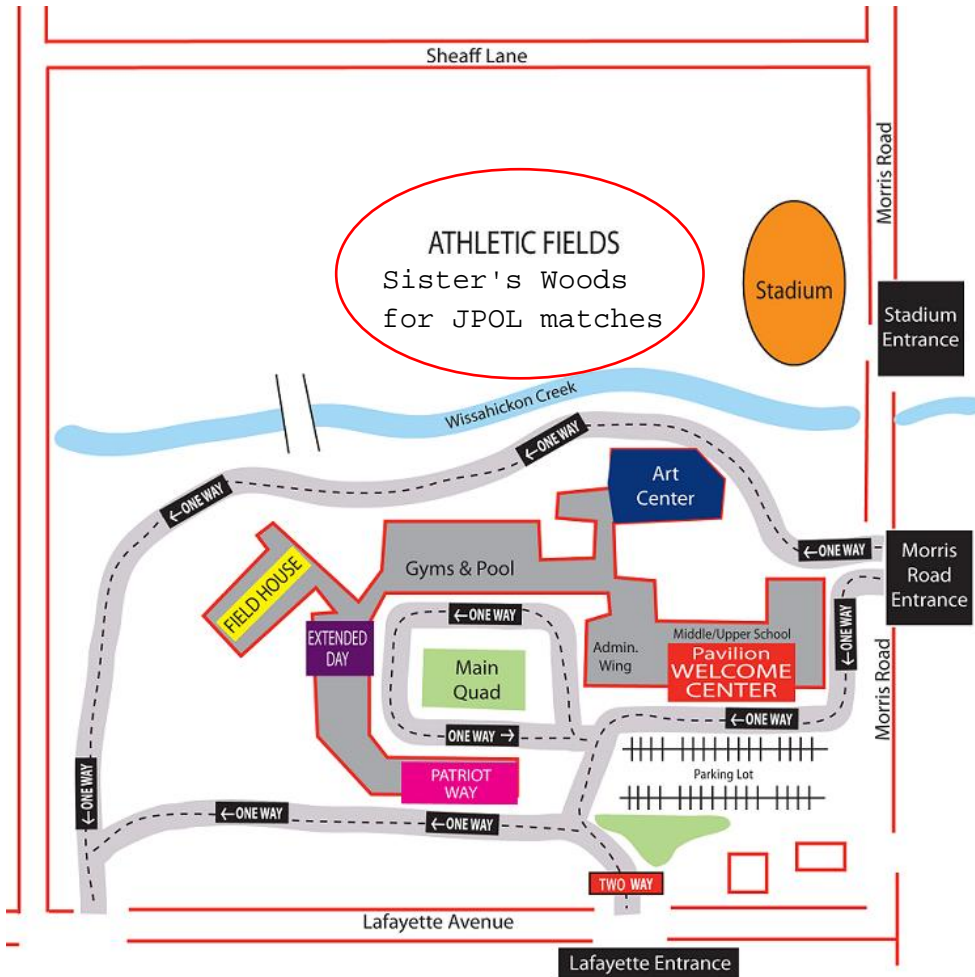 Sheaff Lane
Morris Road
ATHLETIC FIELDS
Sister's Woods
for JPOL matches
Stadium
Stadium
Entrance
Wissahickon Creek
←ONE WAY
Art
Center
←ONE WAY
←ONE WAY
Morris
Road
Entrance
Gyms & Pool
FIELD HOUSE
←ONE WAY
←ONE WAY
EXTENDED
DAY
Main
Quad
Admin.
Wing
Middle/Upper School
Pavilion
WELCOME
CENTER
Morris Road
ONE WAY →
←ONE WAY
Parking Lot
PATRIOT
WAY
←ONE WAY
←ONE WAY
←ONE WAY
TWO WAY
Lafayette Avenue
Lafayette Entrance